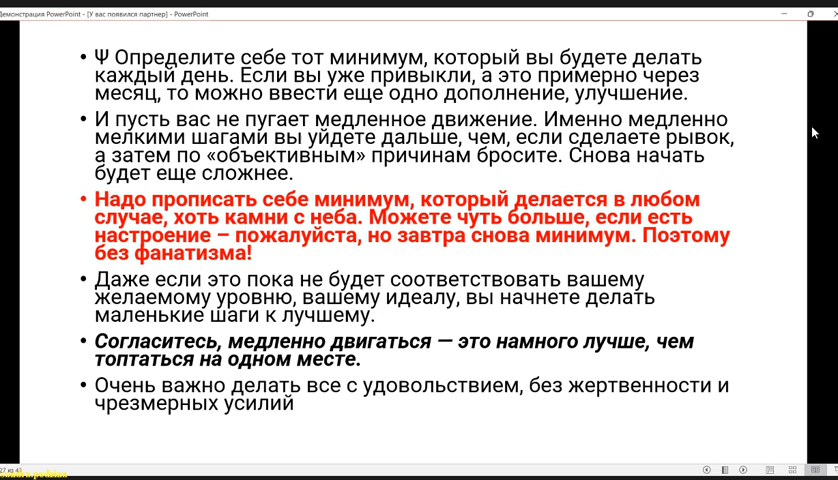 Демонстрация PowerPoint - [У вас появился партнер] - PowerPoint
• Ψ Определите себе тот минимум, который вы будете делать
каждый день. Если вы уже привыкли, а это примерно через
месяц, то можно ввести еще одно дополнение, улучшение.
• И пусть вас не пугает медленное движение. Именно медленно
мелкими шагами вы уйдете дальше, чем, если сделаете рывок,
а затем по «объективным» причинам бросите. Снова начать
будет еще сложнее.
• Надо прописать себе минимум, который делается в любом
случае, хоть камни с неба. Можете чуть больше, если есть
настроение – пожалуйста, но завтра снова минимум. Поэтому
без фанатизма!
• Даже если это пока не будет соответствовать вашему
желаемому уровню, вашему идеалу, вы начнете делать
маленькие шаги к лучшему.
• Согласитесь, медленно двигаться — это намного лучше, чем
топтаться на одном месте.
• Очень важно делать все с удовольствием, без жертвенности и
чрезмерных усилий